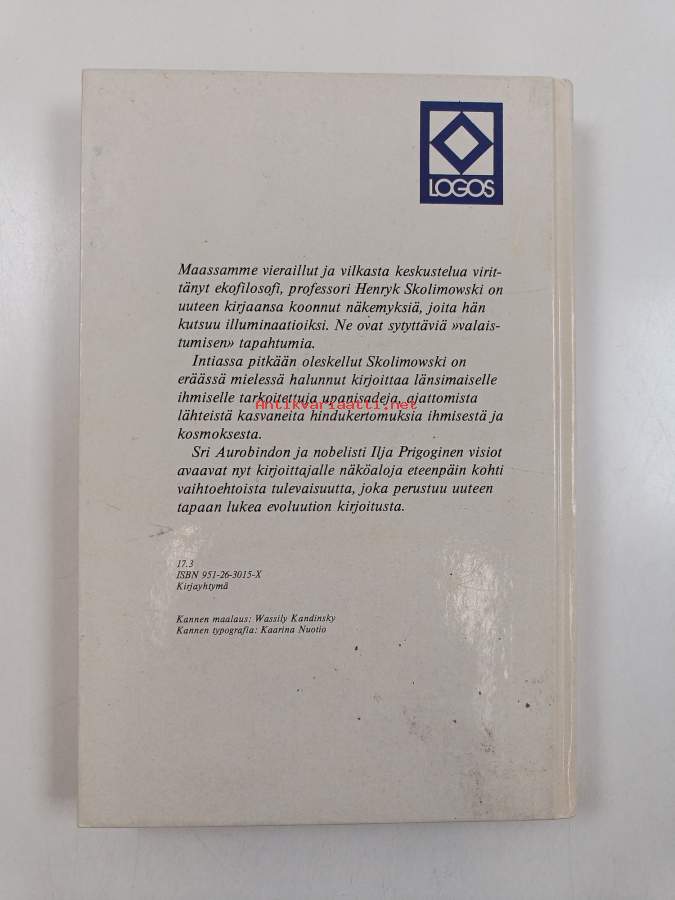 LOGOS
Maassamme vieraillut ja vilkasta keskustelua virit-
tänyt ekofilosofi, professori Henryk Skolimowski on
uuteen kirjaansa koonnut näkemyksiä, joita hän
kutsuu illuminaatioiksi. Ne ovat sytyttäviä »valais-
tumisen» tapahtumia.
Intiassa pitkään oleskellut Skolimowski on
eräässä mielessä halunnut kirjoittaa länsimaiselle
ihmiselle tarkoitettuja upanisadeja, ajattomista
Antikvariaatti.net
lähteistä kasvaneita hindukertomuksia ihmisestä ja
kosmoksesta.
Sri Aurobindon ja nobelisti Ilja Prigoginen visiot
avaavat nyt kirjoittajalle näköaloja eteenpäin kohti
vaihtoehtoista tulevaisuutta, joka perustuu uuteen
tapaan lukea evoluution kirjoitusta.
17.3
ISBN 951-26-3015-X
Kirjayhtymä
Kannen maalaus: Wassily Kandinsky
Kannen typografia: Kaarina Nuotio